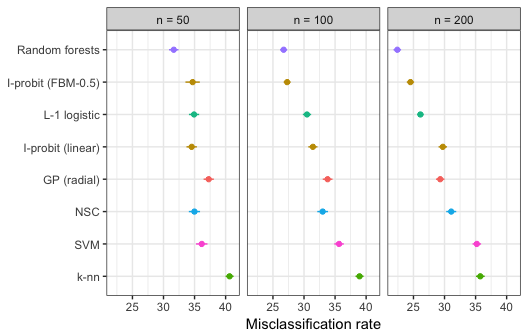 n = 50 n = 100 n = 200
Random forests
I-probit (FBM-0.5)
L-1 logistic
I-probit (linear)
GP (radial)
NSC
SVM
k-nn
25 30 35 40 25 30 35 40 25 30 35 40
Misclassification rate